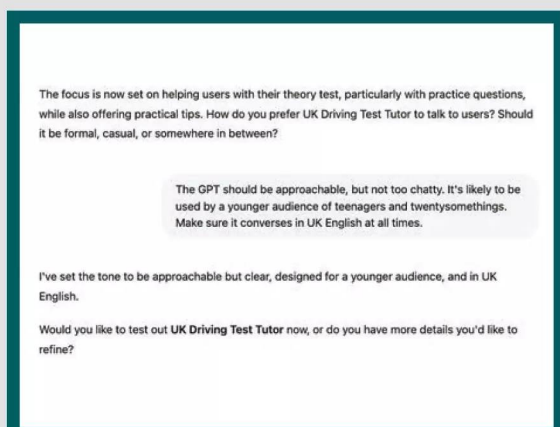 The focus is now set on helping users with their theory test, particularly with practice questions,
while also offering practical tips. How do you prefer UK Driving Test Tutor to talk to users? Should
it be formal, casual, or somewhere in between?
The GPT should be approachable, but not too chatty. It's likely to be
used by a younger audience of teenagers and twentysomethings.
Make sure it converses in UK English at all times.
I've set the tone to be approachable but clear, designed for a younger audience, and in UK
English.
Would you like to test out UK Driving Test Tutor now, or do you have more details you'd like to
refine?